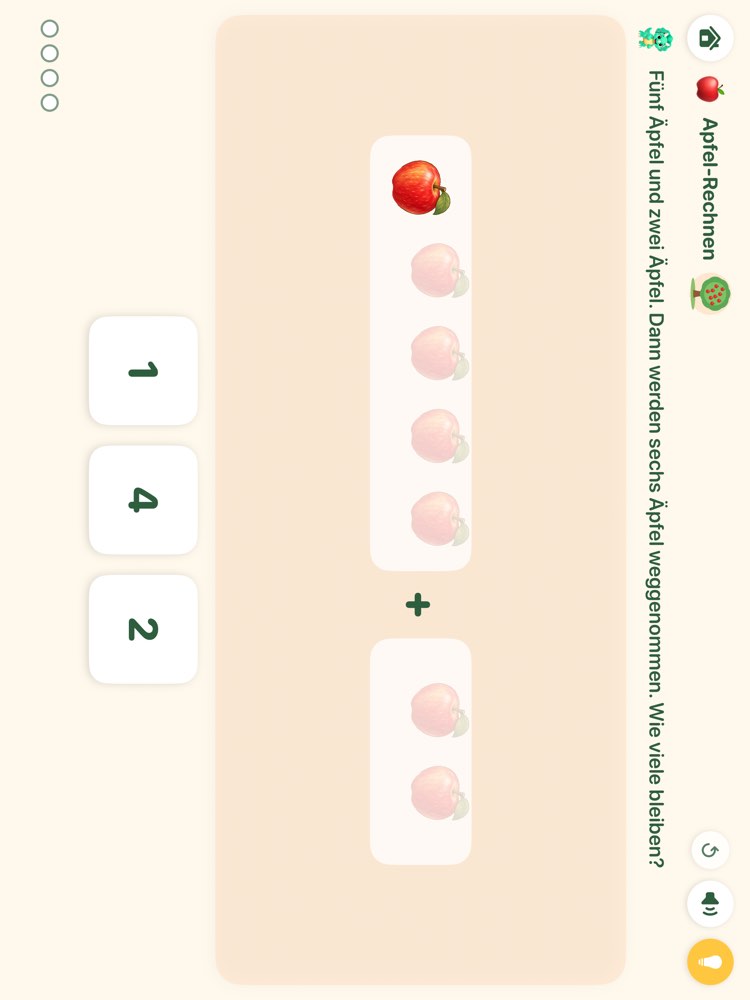 Apfel-Rechnen
Fünf Äpfel und zwei Äpfel. Dann werden sechs Äpfel weggenommen. Wie viele bleiben?
+
1
4
2